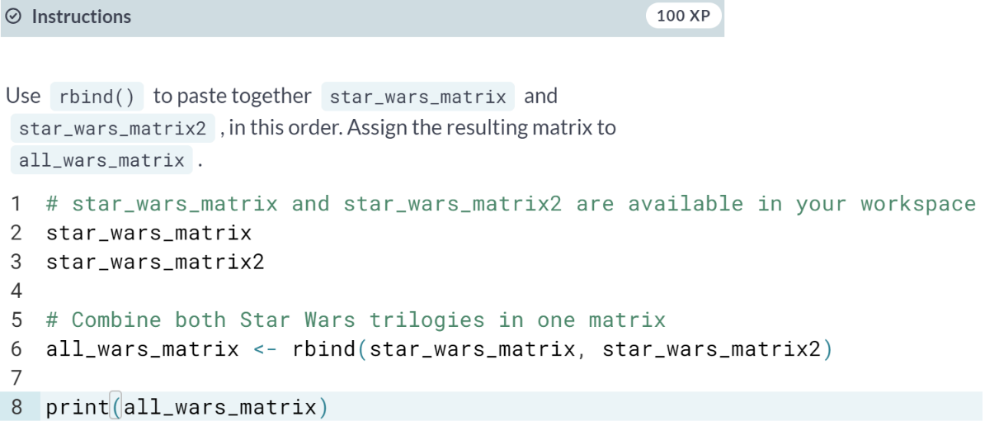 Instructions 100 XP
Use rbind() to paste together star_wars_matrix and
star_wars_matrix2 , in this order. Assign the resulting matrix to
all_wars_matrix .
1 # star_wars_matrix and star_wars_matrix2 are available in your workspace
2 star_wars_matrix
3 star_wars_matrix2
4
5 # Combine both Star Wars trilogies in one matrix
6 all_wars_matrix <- rbind(star_wars_matrix, star_wars_matrix2)
7
8 print(all_wars_matrix)